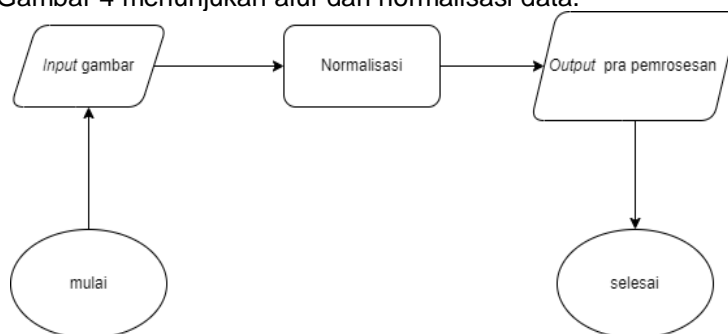 Gambar 4 menunjukan alur dari normalisasi data.
Input gambar
Normalisasi
Output pra pemrosesan
mulai
selesai